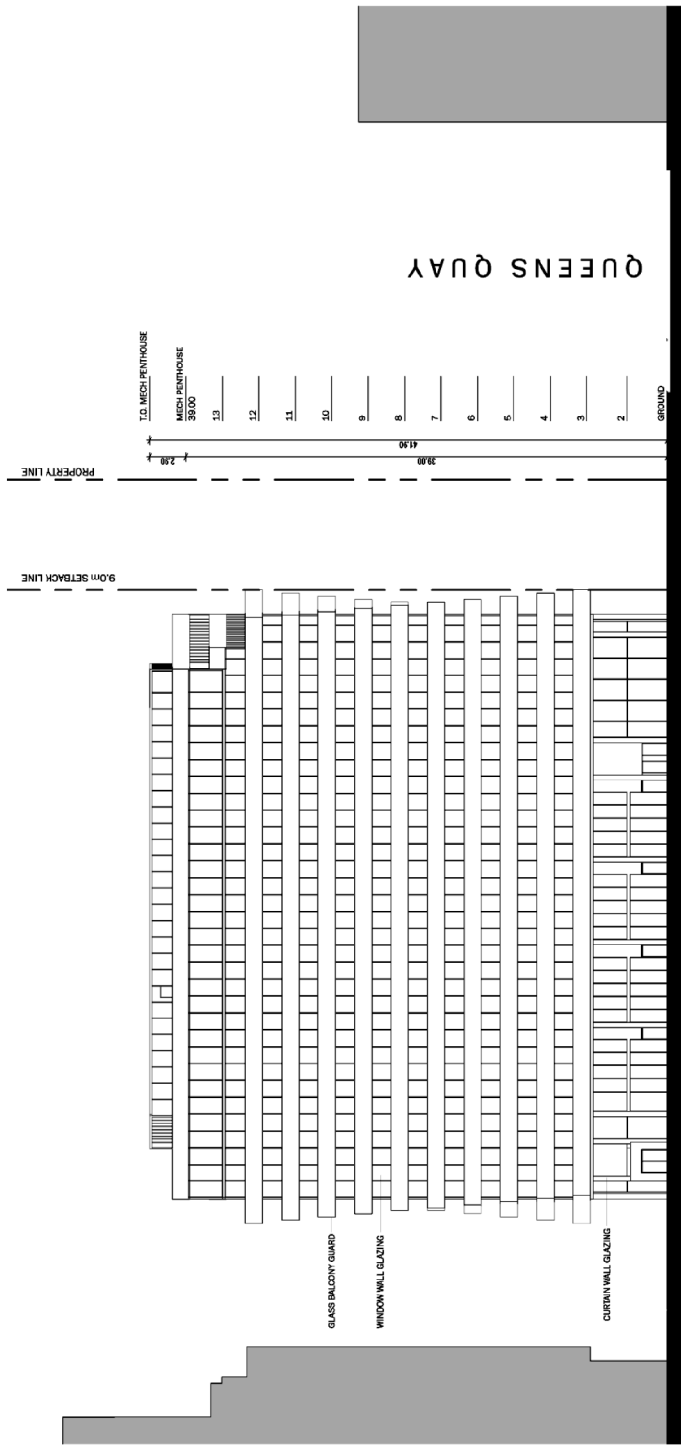 QUEENS QUAY
T.O. MECH PENTHOUSE
MECH PENTHOUSE
39.00
13
12
11
10
9
8
7
6
5
4
3
2
GROUND
41.90
2.90
39.00
PROPERTY LINE
9.0m SETBACK LINE
GLASS BALCONY GUARD
WINDOW WALL GLAZING
CURTAIN WALL GLAZING